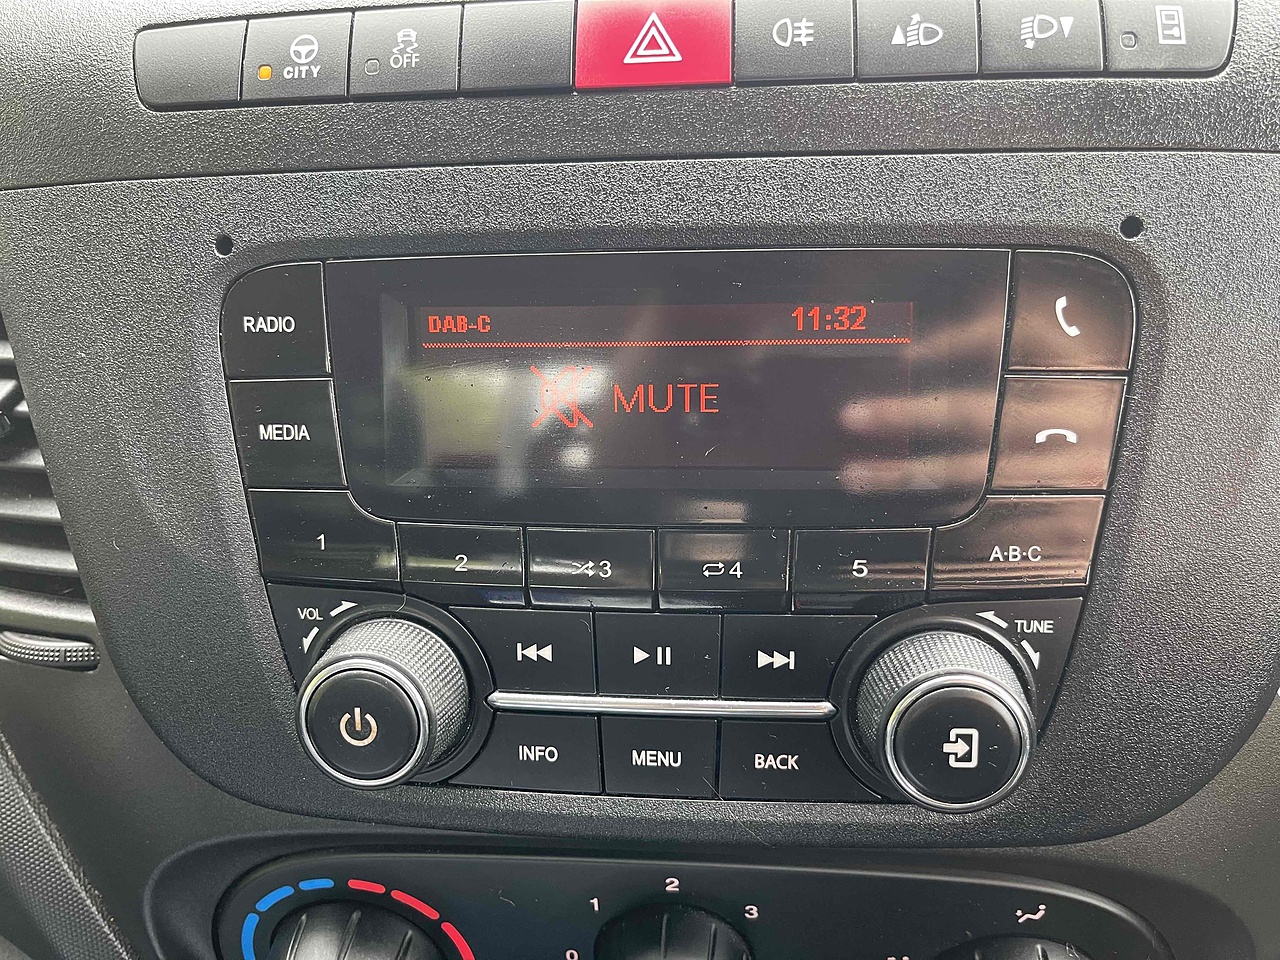 CITY
OFF
RADIO
DAB-C 11:32
MEDIA
MUTE
1 2 3 4 5 A·B·C
VOL
TUNE
INFO MENU BACK
0 1 2 3